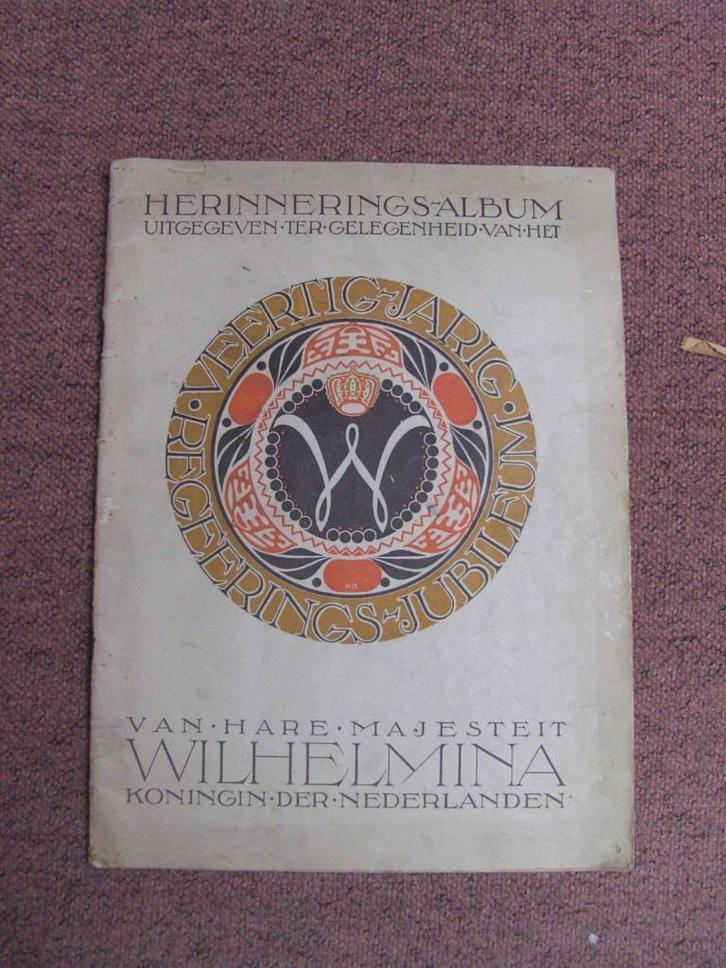 HERINNERINGS-ALBUM
UITGEGEVEN·TER·GELEGENHEID·VAN·HET
·VEERTIG-JARIG·
REGEERINGS-JUBILEUM
W
VAN·HARE·MAJESTEIT
WILHELMINA
KONINGIN·DER·NEDERLANDEN